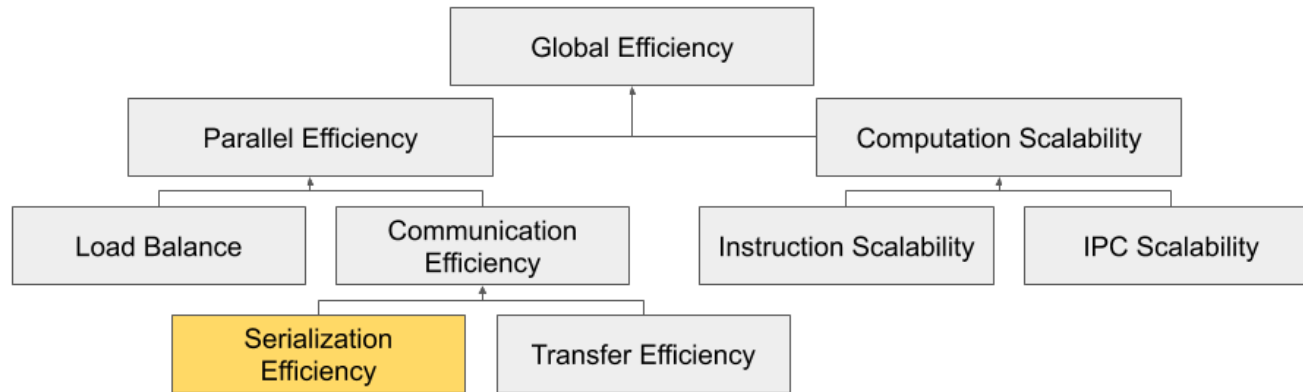 Global Efficiency
Parallel Efficiency
Computation Scalability
Load Balance
Communication
Efficiency
Instruction Scalability
IPC Scalability
Serialization
Efficiency
Transfer Efficiency